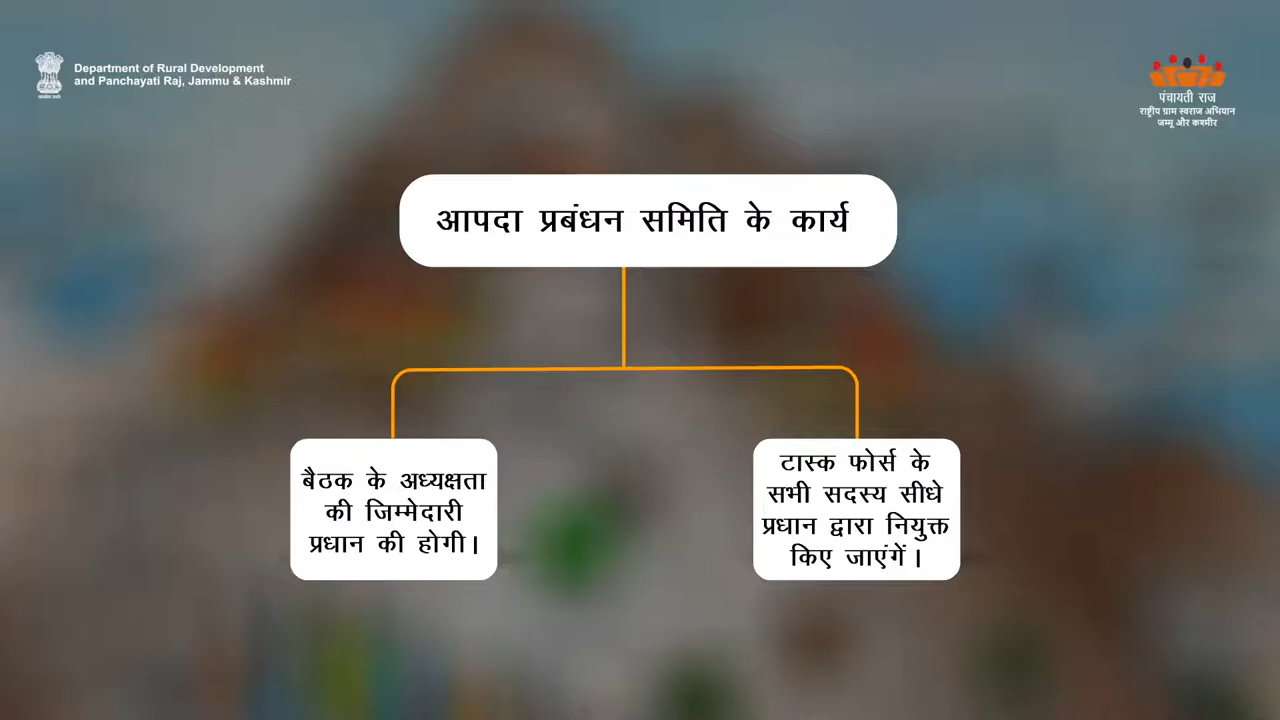 Department of Rural Development
and Panchayati Raj, Jammu & Kashmir
पंचायती राज
राष्ट्रीय ग्राम स्वराज अभियान
जम्मू और कश्मीर
आपदा प्रबंधन समिति के कार्य
बैठक के अध्यक्षता
की जिम्मेदारी
प्रधान की होगी।
टास्क फोर्स के
सभी सदस्य सीधे
प्रधान द्वारा नियुक्त
किए जाएंगें।